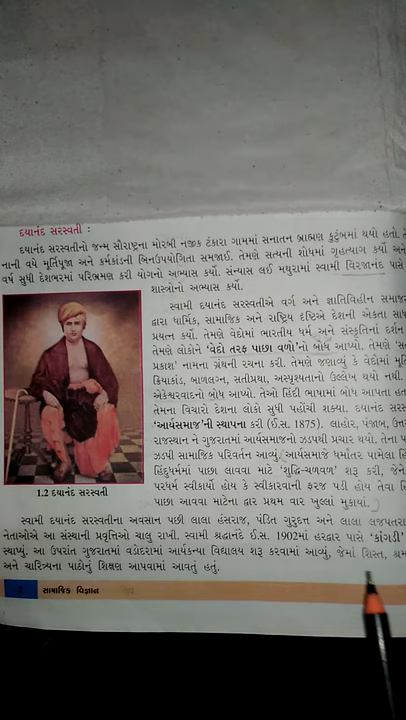 દયાનંદ સરસ્વતી :
દયાનંદ સરસ્વતીનો જન્મ સૌરાષ્ટ્રના મોરબી નજીક ટંકારા ગામમાં સનાતન બ્રાહ્મણ કુટુંબમાં થયો હતો.
નાની વયે મૂર્તિપૂજા અને કર્મકાંડની બિનઉપયોગિતા સમજાઈ. તેમણે સત્યની શોધમાં ગૃહત્યાગ કર્યો અને
વર્ષ સુધી દેશભરમાં પરિભ્રમણ કરી યોગનો અભ્યાસ કર્યો. સંન્યાસ લઈ મથુરામાં સ્વામી વિરજાનંદ પાસે
શાસ્ત્રોનો અભ્યાસ કર્યો.
સ્વામી દયાનંદ સરસ્વતીએ વર્ગ અને જ્ઞાતિવિહીન સમાજ
દ્વારા ધાર્મિક, સામાજિક અને રાષ્ટ્રિય દૃષ્ટિએ દેશની એકતા
પ્રયત્ન કર્યો. તેમણે વેદોમાં ભારતીય ધર્મ અને સંસ્કૃતિનાં દર્શન
તેમણે લોકોને 'વેદો તરફ પાછા વળો'નો બોધ આપ્યો. તેમણે
પ્રકાશ' નામના ગ્રંથની રચના કરી. તેમણે જણાવ્યું કે વેદોમાં
ક્રિયાકાંડ, બાળલગ્ન, સતીપ્રથા, અસ્પૃશ્યતાનો ઉલ્લેખ થયો નથી.
એકેશ્વરવાદનો બોધ આપ્યો. તેઓ હિંદી ભાષામાં બોધ આપતા
તેમના વિચારો દેશના લોકો સુધી પહોંચી શક્યા. દયાનંદ
'આર્યસમાજ'ની સ્થાપના કરી (ઈ.સ. 1875). લાહોર, પંજાબ,
રાજસ્થાન ને ગુજરાતમાં આર્યસમાજનો ઝડપથી પ્રચાર થયો. તેના
ઝડપી સામાજિક પરિવર્તન આવ્યું. આર્યસમાજે ધર્માંતર પામેલા
હિંદુધર્મમાં પાછા લાવવા માટે 'શુદ્ધિ-ચળવળ' શરૂ કરી, જેને
પરધર્મ સ્વીકાર્યો હોય કે સ્વીકારવાની ફરજ પડી હોય તેવા
પાછા આવવા માટેના દ્વાર પ્રથમ વાર ખુલ્લાં મુકાયાં.
1.2 દયાનંદ સરસ્વતી
સ્વામી દયાનંદ સરસ્વતીના અવસાન પછી લાલા હંસરાજ, પંડિત ગુરુદત્ત અને લાલા
નેતાઓએ આ સંસ્થાની પ્રવૃત્તિઓ ચાલુ રાખી. સ્વામી શ્રદ્ધાનંદે ઈ.સ. 1902માં હરદ્વાર પાસે 'કાંગડી'
સ્થાપ્યું. આ ઉપરાંત ગુજરાતમાં વડોદરામાં આર્યકન્યા વિદ્યાલય શરૂ કરવામાં આવ્યું, જેમાં શિસ્ત, શ્રમ
અને ચારિત્ર્યના પાઠોનું શિક્ષણ આપવામાં આવતું હતું.
સામાજિક વિજ્ઞાન